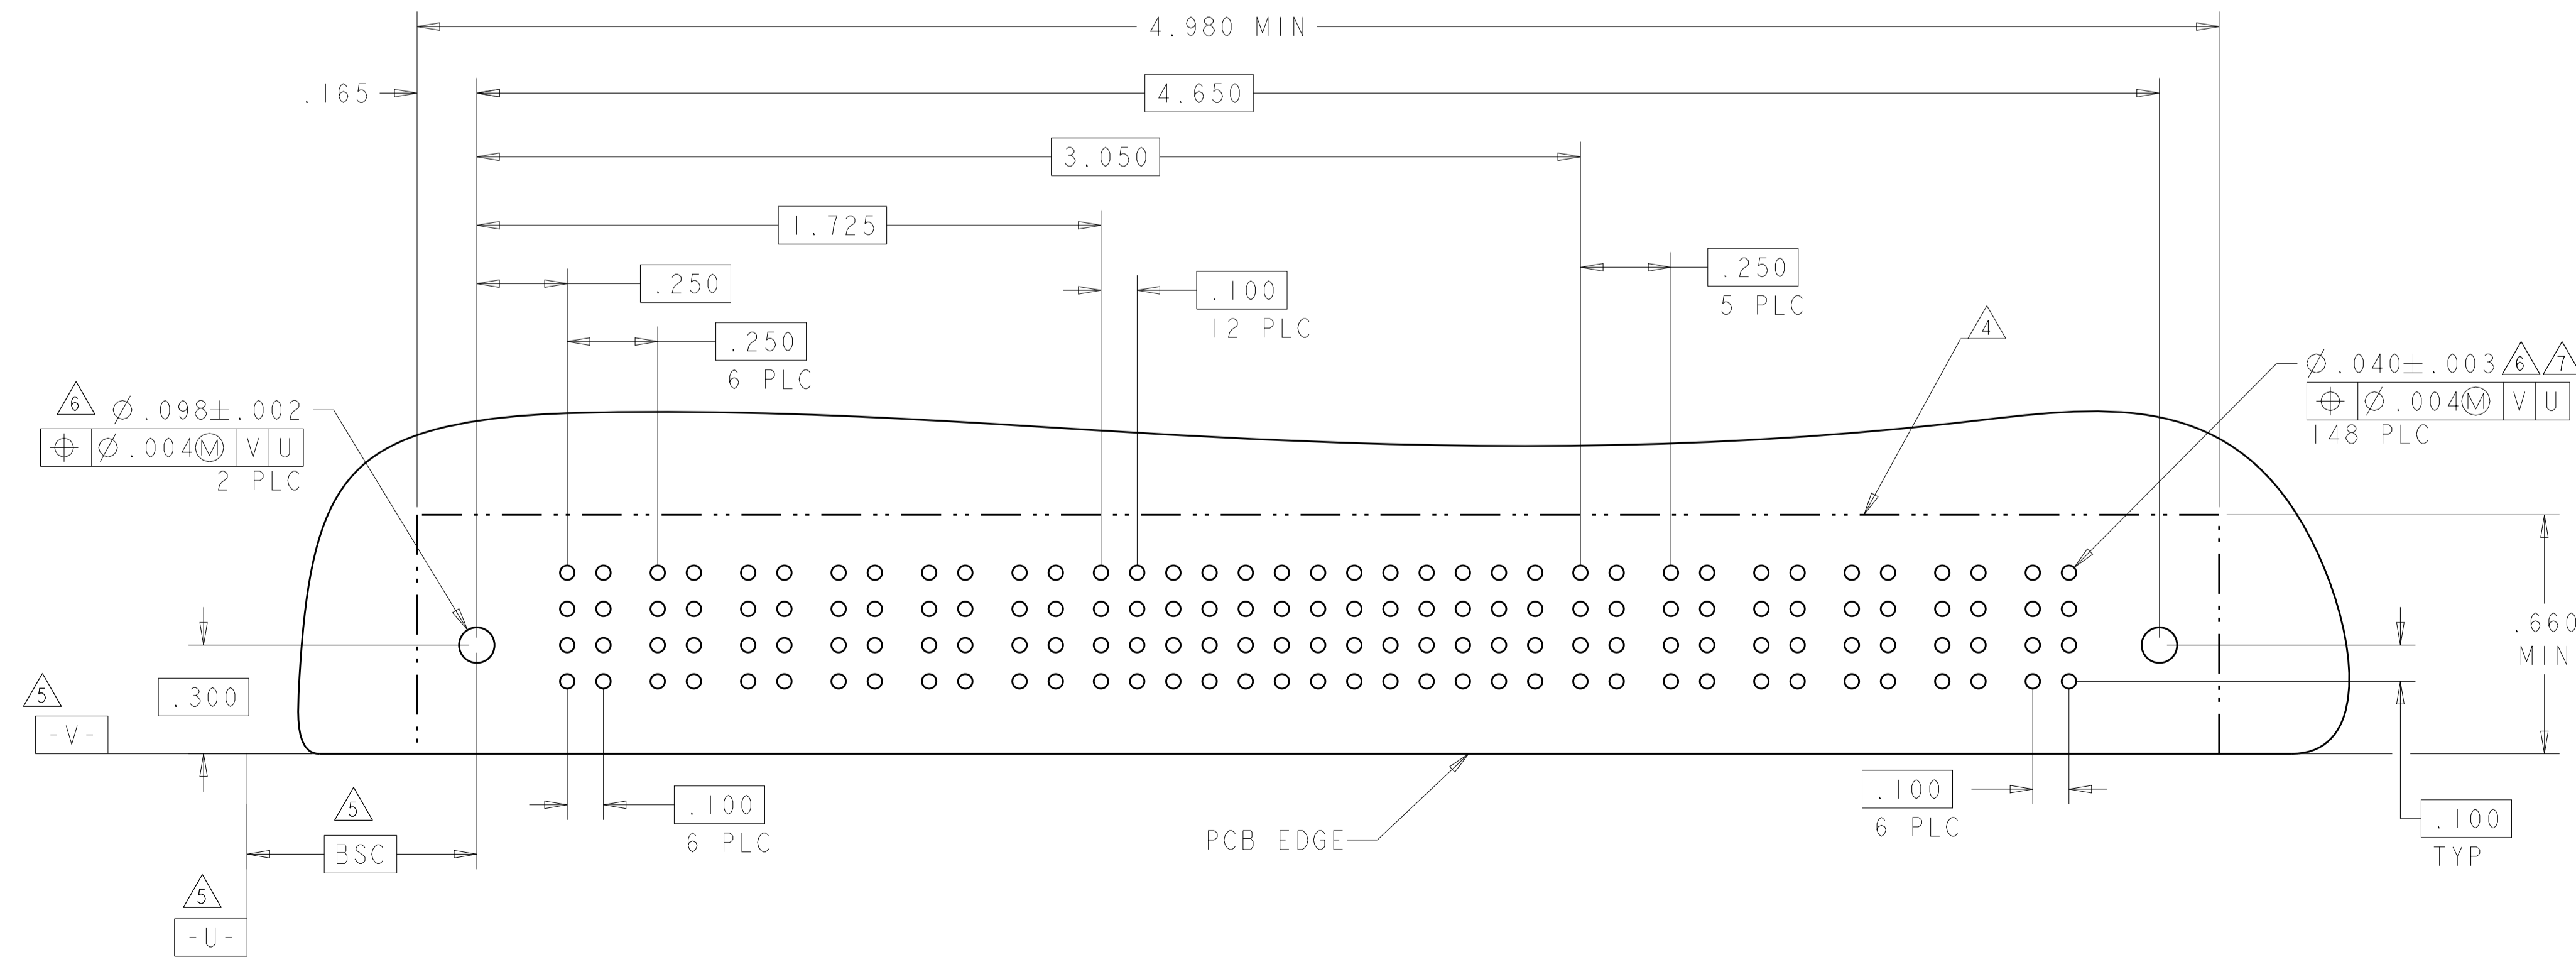 4.980 MIN
.165
4.650
3.050
1.725
.250
.250
6 PLC
.100
12 PLC
.250
5 PLC
4
6 Ø.098±.002
⌖ Ø.004Ⓜ V U
2 PLC
Ø.040±.003 6 7
⌖ Ø.004Ⓜ V U
148 PLC
.660
MIN
5
-V-
.300
5
BSC
5
-U-
.100
6 PLC
PCB EDGE
.100
6 PLC
.100
TYP